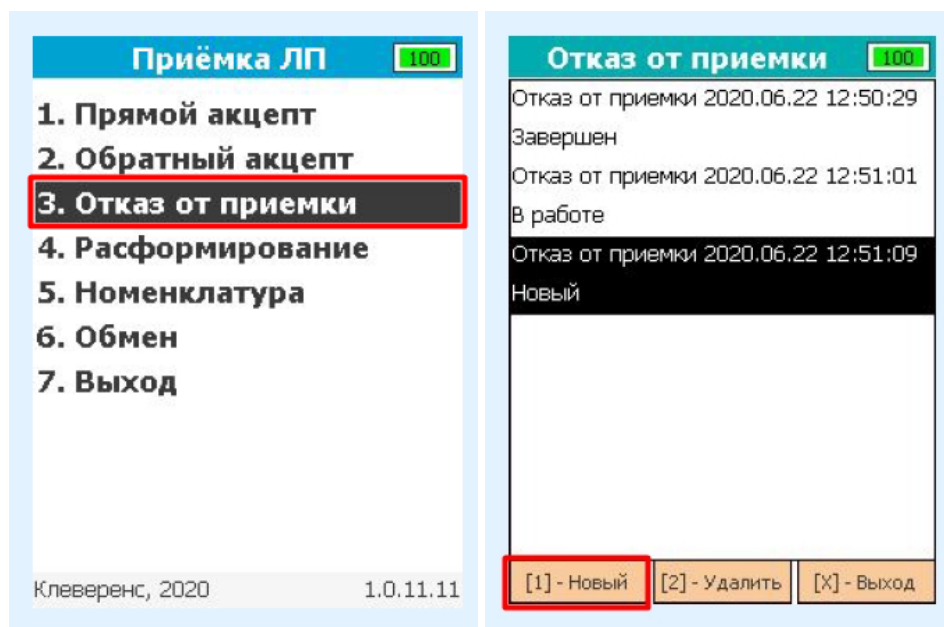 Приёмка ЛП
100
1. Прямой акцепт
2. Обратный акцепт
3. Отказ от приемки
4. Расформирование
5. Номенклатура
6. Обмен
7. Выход
Клеверенс, 2020
1.0.11.11
Отказ от приемки
100
Отказ от приемки 2020.06.22 12:50:29
Завершен
Отказ от приемки 2020.06.22 12:51:01
В работе
Отказ от приемки 2020.06.22 12:51:09
Новый
[1] - Новый
[2] - Удалить
[X] - Выход